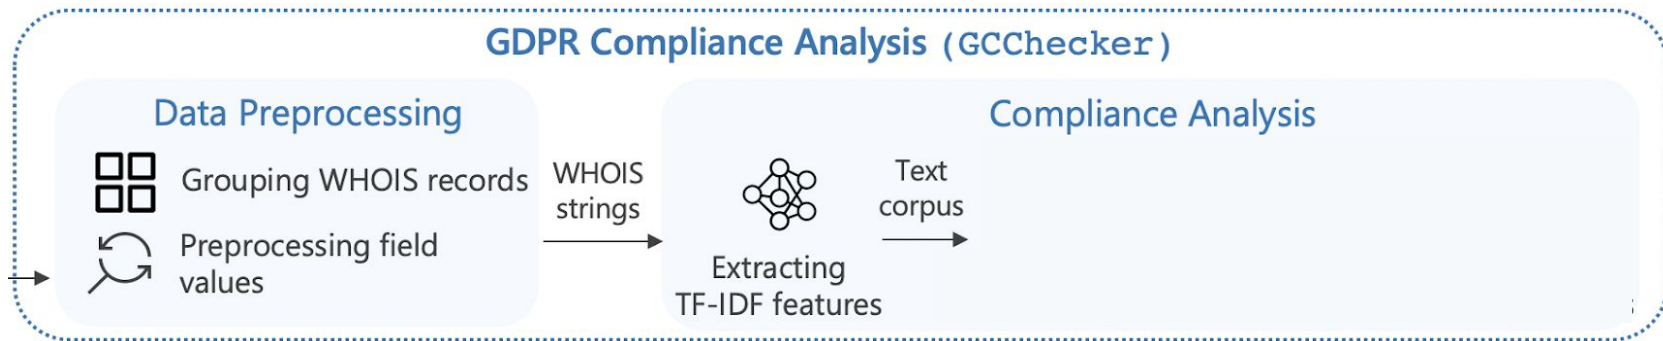 GDPR Compliance Analysis (GCChecker)
Data Preprocessing
Grouping WHOIS records
Preprocessing field
values
WHOIS
strings
Compliance Analysis
Extracting
TF-IDF features
Text
corpus